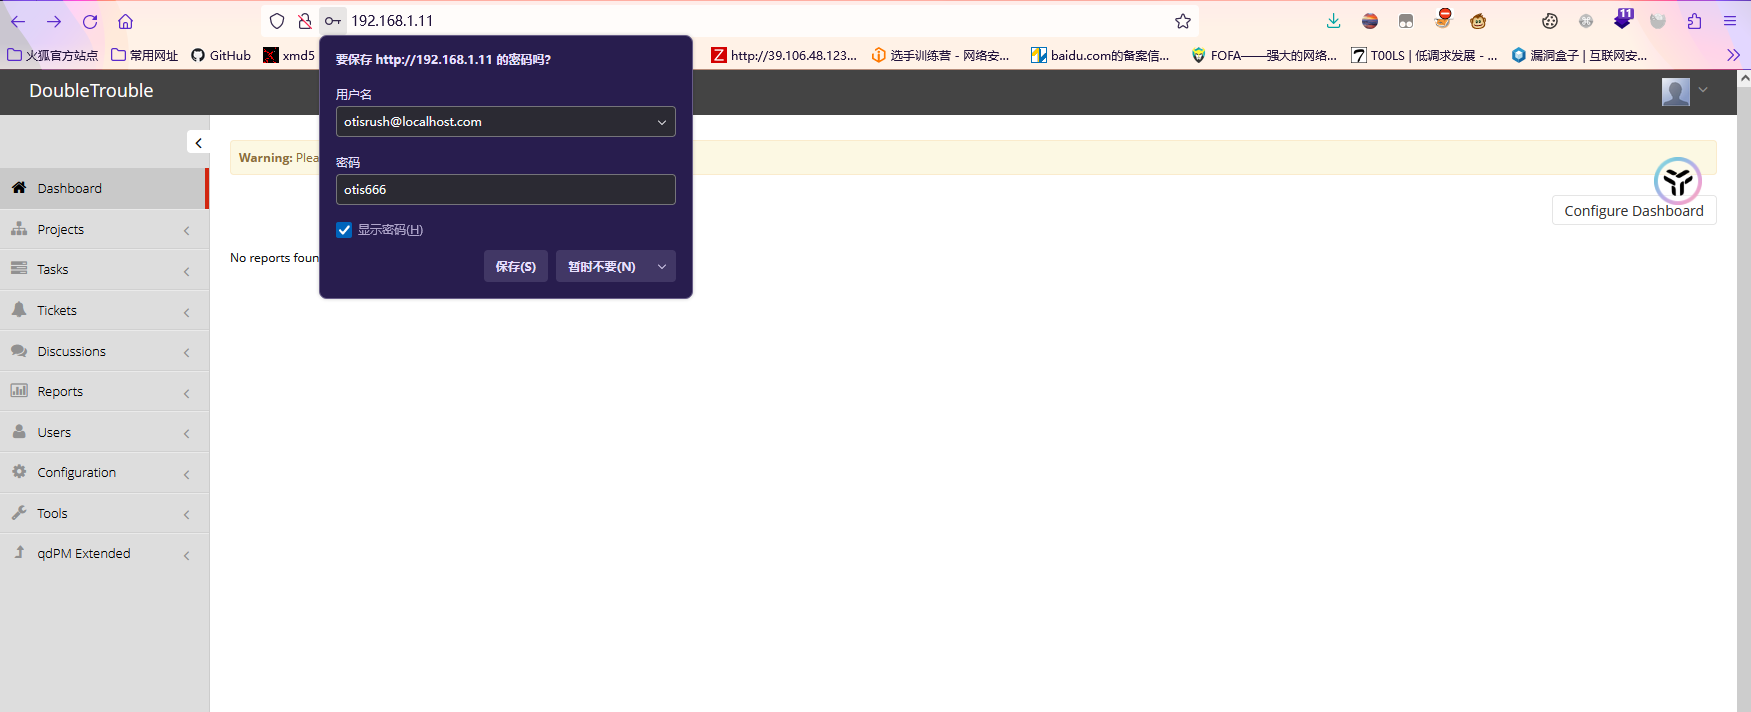 192.168.1.11
火狐官方站点 常用网址 GitHub xmd5 http://39.106.48.123... 选手训练营 - 网络安... baidu.com的备案信... FOFA——强大的网络... T00LS | 低调求发展 - ... 漏洞盒子 | 互联网安...
11
DoubleTrouble
要保存 http://192.168.1.11 的密码吗?
用户名
otisrush@localhost.com
密码
otis666
显示密码(H)
保存(S) 暂时不要(N)
Warning: Plea
Configure Dashboard
No reports foun
Dashboard
Projects
Tasks
Tickets
Discussions
Reports
Users
Configuration
Tools
qdPM Extended